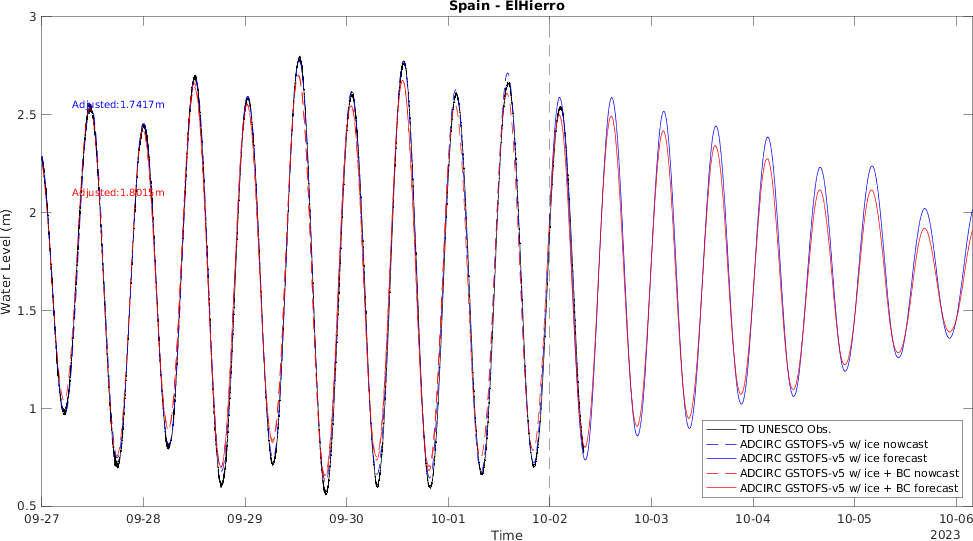 Spain - ElHierro
3
2.5
2
1.5
1
0.5
Water Level (m)
Adjusted:1.7417m
Adjusted:1.8015m
TD UNESCO Obs.
ADCIRC GSTOFS-v5 w/ ice nowcast
ADCIRC GSTOFS-v5 w/ ice forecast
ADCIRC GSTOFS-v5 w/ ice + BC nowcast
ADCIRC GSTOFS-v5 w/ ice + BC forecast
09-27 09-28 09-29 09-30 10-01 10-02 10-03 10-04 10-05 10-06
Time
2023